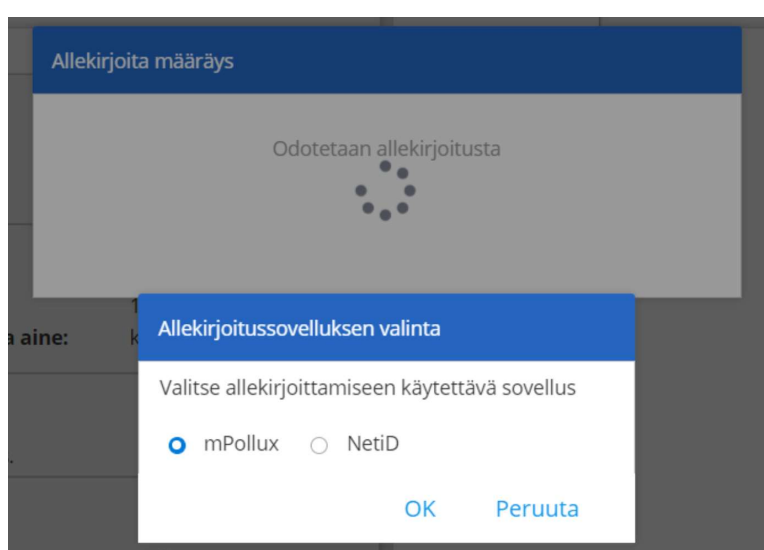 Allekirjoita määräys
Odotetaan allekirjoitusta
aine:
Allekirjoitussovelluksen valinta
Valitse allekirjoittamiseen käytettävä sovellus
mPollux NetiD
OK Peruuta